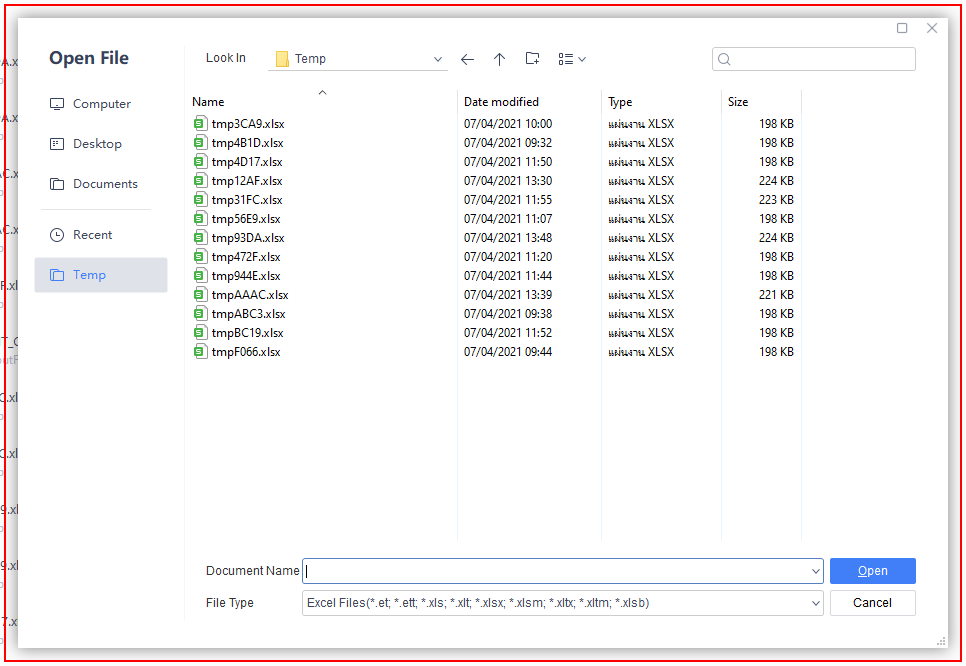 Open File
Look In Temp
Computer
Desktop
Documents
Recent
Temp
Name Date modified Type Size
tmp3CA9.xlsx 07/04/2021 10:00 แผ่นงาน XLSX 198 KB
tmp4B1D.xlsx 07/04/2021 09:32 แผ่นงาน XLSX 198 KB
tmp4D17.xlsx 07/04/2021 11:50 แผ่นงาน XLSX 198 KB
tmp12AF.xlsx 07/04/2021 13:30 แผ่นงาน XLSX 224 KB
tmp31FC.xlsx 07/04/2021 11:55 แผ่นงาน XLSX 223 KB
tmp56E9.xlsx 07/04/2021 11:07 แผ่นงาน XLSX 198 KB
tmp93DA.xlsx 07/04/2021 13:48 แผ่นงาน XLSX 224 KB
tmp472F.xlsx 07/04/2021 11:20 แผ่นงาน XLSX 198 KB
tmp944E.xlsx 07/04/2021 11:44 แผ่นงาน XLSX 198 KB
tmpAAAC.xlsx 07/04/2021 13:39 แผ่นงาน XLSX 221 KB
tmpABC3.xlsx 07/04/2021 09:38 แผ่นงาน XLSX 198 KB
tmpBC19.xlsx 07/04/2021 11:52 แผ่นงาน XLSX 198 KB
tmpF066.xlsx 07/04/2021 09:44 แผ่นงาน XLSX 198 KB
Document Name Open
File Type Excel Files(*.et; *.ett; *.xls; *.xlt; *.xlsx; *.xlsm; *.xltx; *.xltm; *.xlsb) Cancel